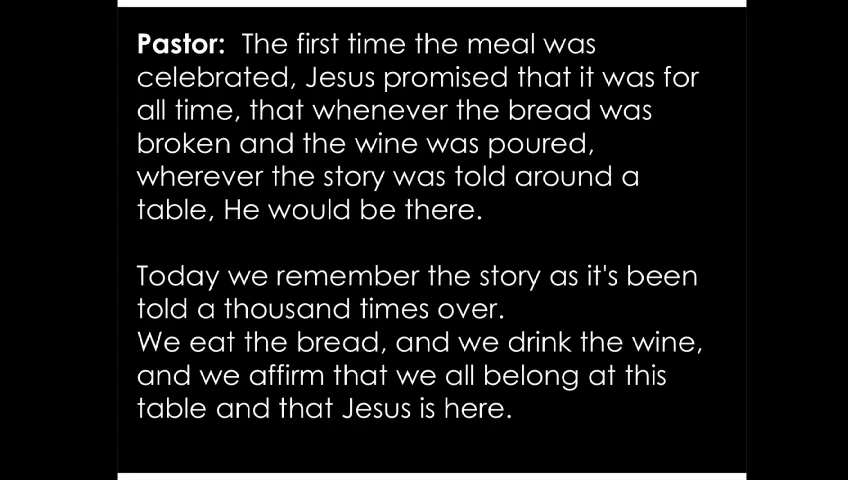 Pastor: The first time the meal was
celebrated, Jesus promised that it was for
all time, that whenever the bread was
broken and the wine was poured,
wherever the story was told around a
table, He would be there.
Today we remember the story as it's been
told a thousand times over.
We eat the bread, and we drink the wine,
and we affirm that we all belong at this
table and that Jesus is here.